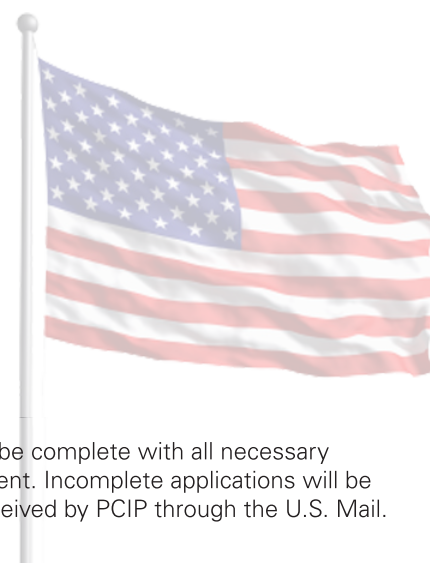 be complete with all necessary
ent. Incomplete applications will be
eived by PCIP through the U.S. Mail.